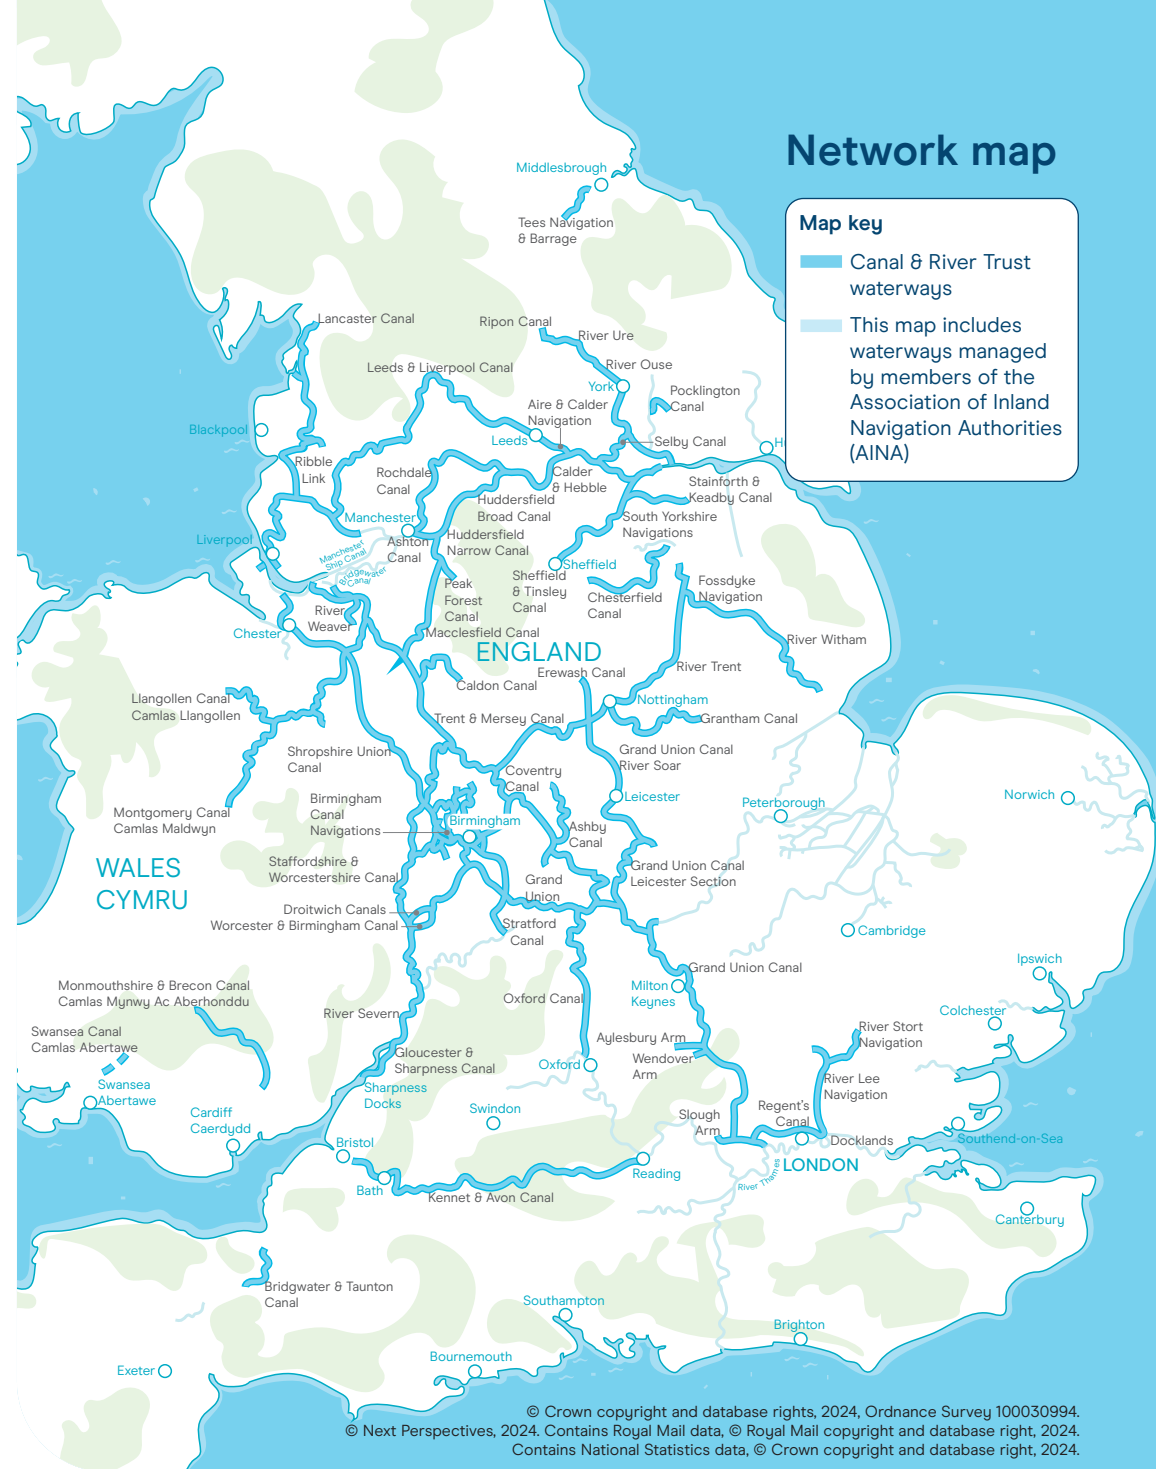 Network map
Map key
Canal & River Trust
waterways
This map includes
waterways managed
by members of the
Association of Inland
Navigation Authorities
(AINA)
Middlesbrough
Tees Navigation
& Barrage
Lancaster Canal
Ripon Canal
River Ure
Leeds & Liverpool Canal
River Ouse
York
Pocklington
Canal
Aire & Calder
Navigation
Blackpool
Leeds
Selby Canal
Ribble
Link
Rochdale
Canal
Calder
& Hebble
Stainforth &
Keadby Canal
Huddersfield
Broad Canal
Manchester
South Yorkshire
Navigations
Liverpool
Ashton
Canal
Huddersfield
Narrow Canal
Manchester
Ship Canal
Bridgewater
Canal
Sheffield
Peak
Forest
Canal
Sheffield
& Tinsley
Canal
Chesterfield
Canal
Fossdyke
Navigation
River
Weaver
Chester
Macclesfield Canal
River Witham
ENGLAND
Erewash Canal
River Trent
Caldon Canal
Llangollen Canal
Camlas Llangollen
Nottingham
Trent & Mersey Canal
Grantham Canal
Shropshire Union
Canal
Grand Union Canal
River Soar
Coventry
Canal
Leicester
Norwich
Peterborough
Montgomery Canal
Camlas Maldwyn
Birmingham
Canal
Navigations
Birmingham
Ashby
Canal
WALES
CYMRU
Staffordshire &
Worcestershire Canal
Grand Union Canal
Leicester Section
Grand
Union
Droitwich Canals
Worcester & Birmingham Canal
Stratford
Canal
Cambridge
Ipswich
Grand Union Canal
Milton
Keynes
Monmouthshire & Brecon Canal
Camlas Mynwy Ac Aberhonddu
Oxford Canal
River Severn
Colchester
Swansea Canal
Camlas Abertawe
River Stort
Navigation
Aylesbury Arm
Wendover
Arm
Gloucester &
Sharpness Canal
Oxford
Swansea
Abertawe
Sharpness
Docks
River Lee
Navigation
Cardiff
Caerdydd
Swindon
Slough
Arm
Regent's
Canal
Docklands
Southend-on-Sea
Bristol
LONDON
River Thames
Bath
Reading
Kennet & Avon Canal
Canterbury
Bridgwater & Taunton
Canal
Southampton
Brighton
Bournemouth
Exeter
© Crown copyright and database rights, 2024, Ordnance Survey 100030994.
© Next Perspectives, 2024. Contains Royal Mail data, © Royal Mail copyright and database right, 2024.
Contains National Statistics data, © Crown copyright and database right, 2024.